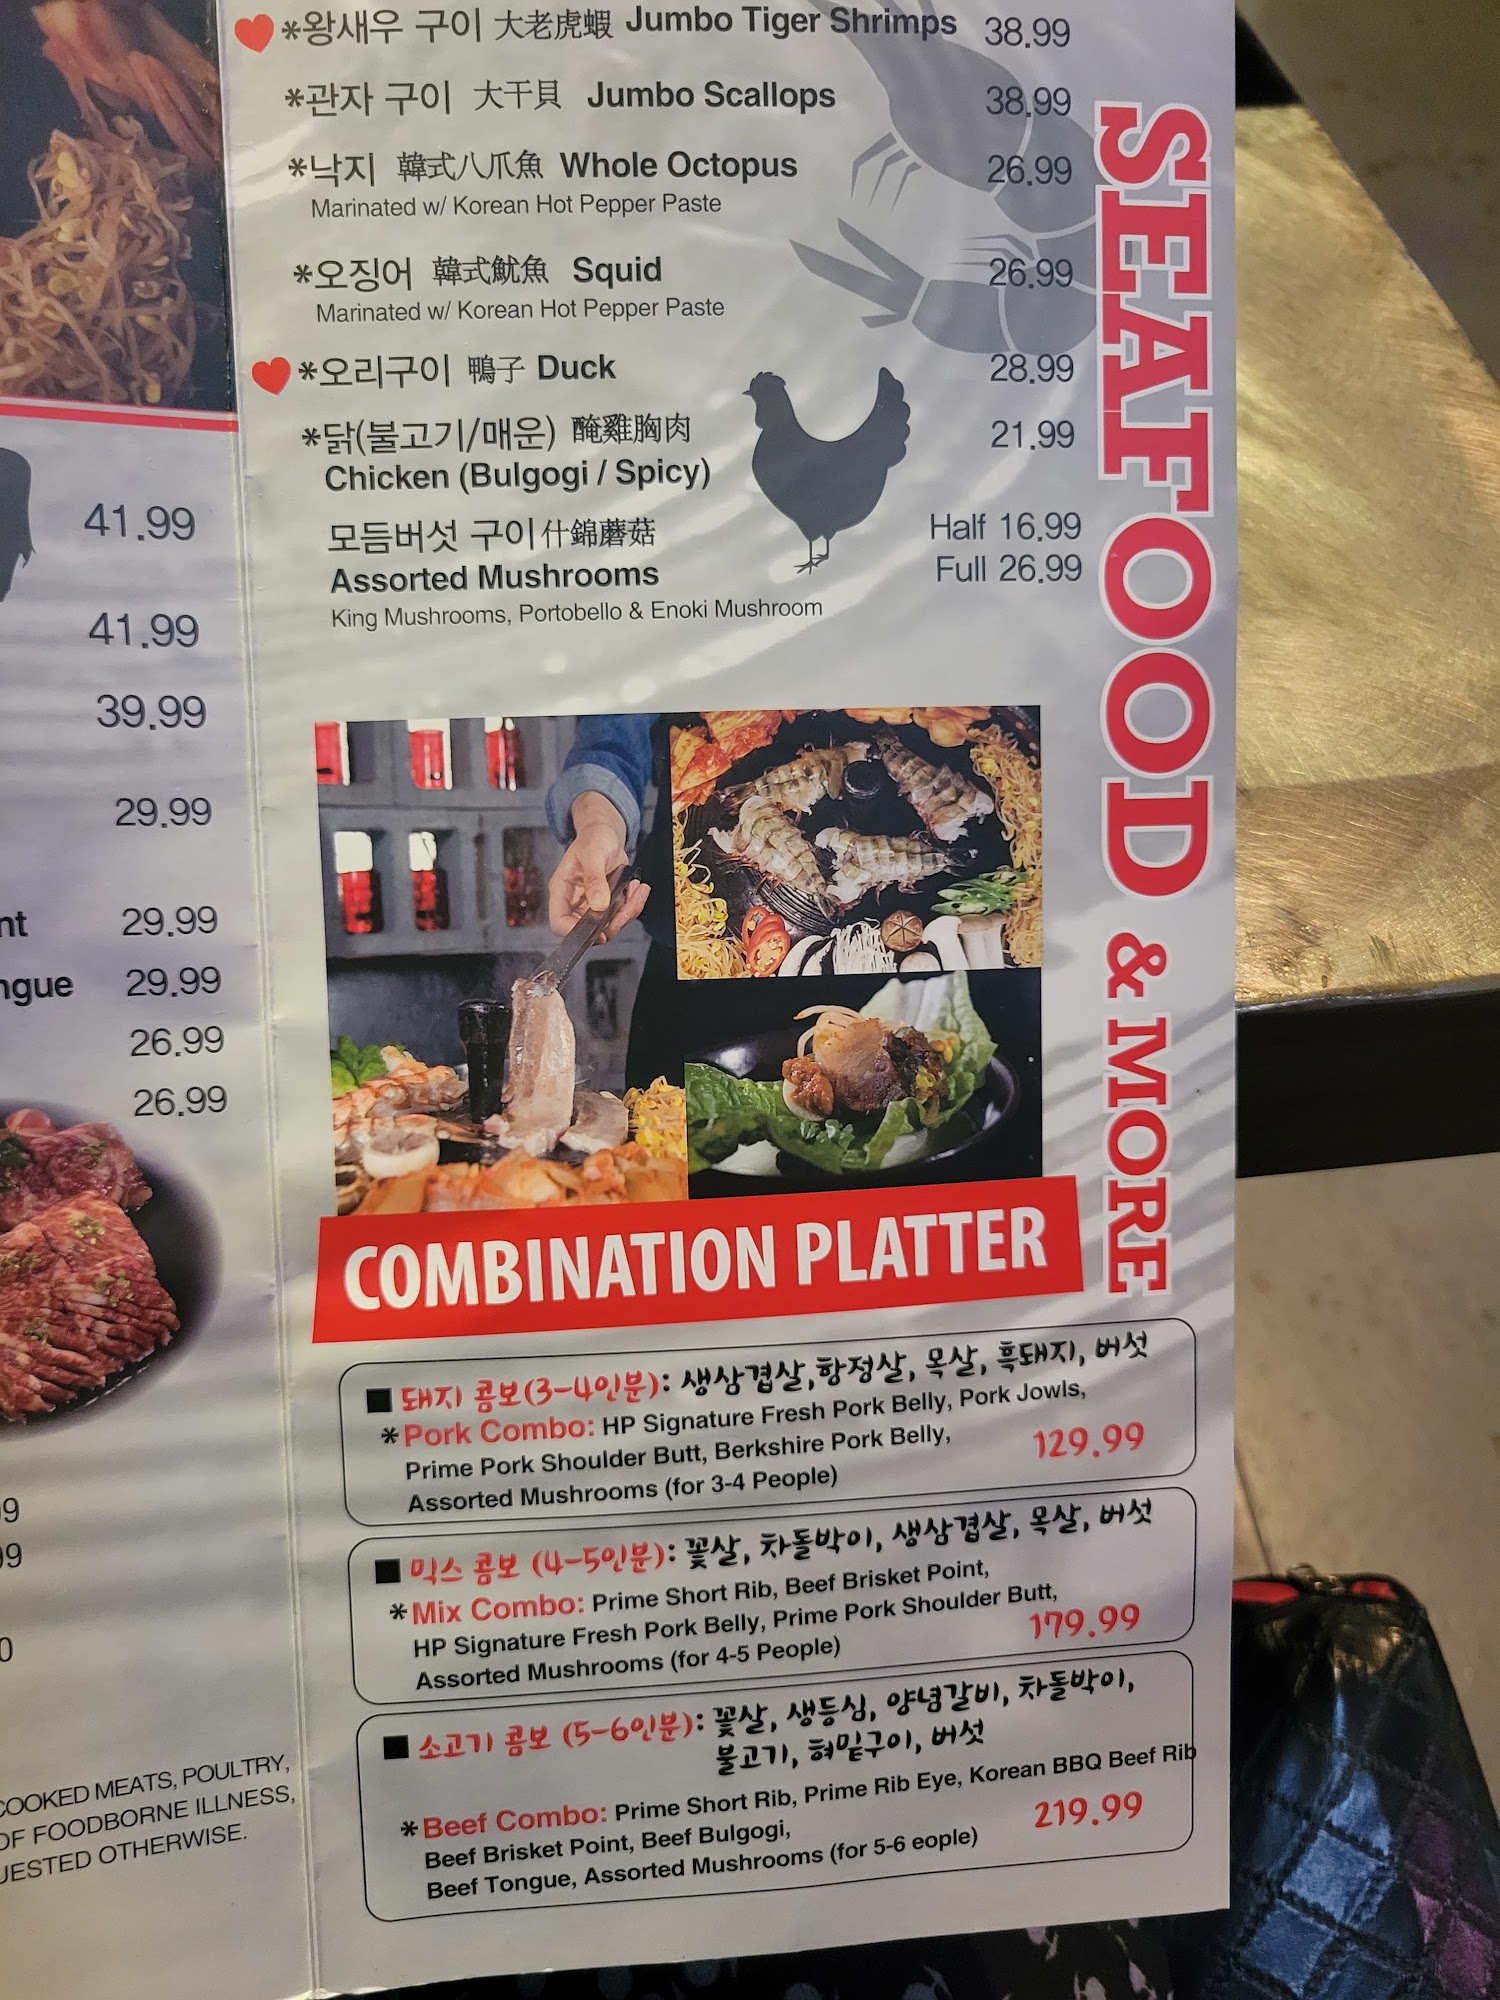 *왕새우 구이 大老虎蝦 Jumbo Tiger Shrimps 38.99
*관자 구이 大干貝 Jumbo Scallops 38.99
*낙지 韓式八爪魚 Whole Octopus 26.99
Marinated w/ Korean Hot Pepper Paste
*오징어 韓式魷魚 Squid 26.99
Marinated w/ Korean Hot Pepper Paste
*오리구이 鴨子 Duck 28.99
*닭(불고기/매운) 醃雞胸肉 21.99
Chicken (Bulgogi / Spicy)
모듬버섯 구이 什錦蘑菇 Half 16.99
Assorted Mushrooms Full 26.99
King Mushrooms, Portobello & Enoki Mushroom
SEAFOOD & MORE
COMBINATION PLATTER
■ 돼지 콤보(3-4인분): 생삼겹살,항정살, 목살, 흑돼지, 버섯
*Pork Combo: HP Signature Fresh Pork Belly, Pork Jowls,
Prime Pork Shoulder Butt, Berkshire Pork Belly, 129.99
Assorted Mushrooms (for 3-4 People)
■ 믹스 콤보 (4-5인분): 꽃살, 차돌박이, 생삼겹살, 목살, 버섯
*Mix Combo: Prime Short Rib, Beef Brisket Point,
HP Signature Fresh Pork Belly, Prime Pork Shoulder Butt, 179.99
Assorted Mushrooms (for 4-5 People)
■ 소고기 콤보 (5-6인분): 꽃살, 생등심, 양념갈비, 차돌박이,
불고기, 혀밑구이, 버섯
*Beef Combo: Prime Short Rib, Prime Rib Eye, Korean BBQ Beef Rib
Beef Brisket Point, Beef Bulgogi, 219.99
Beef Tongue, Assorted Mushrooms (for 5-6 eople)
41.99
41.99
39.99
29.99
nt 29.99
ngue 29.99
26.99
26.99
99
99
0
COOKED MEATS, POULTRY,
OF FOODBORNE ILLNESS,
UESTED OTHERWISE.